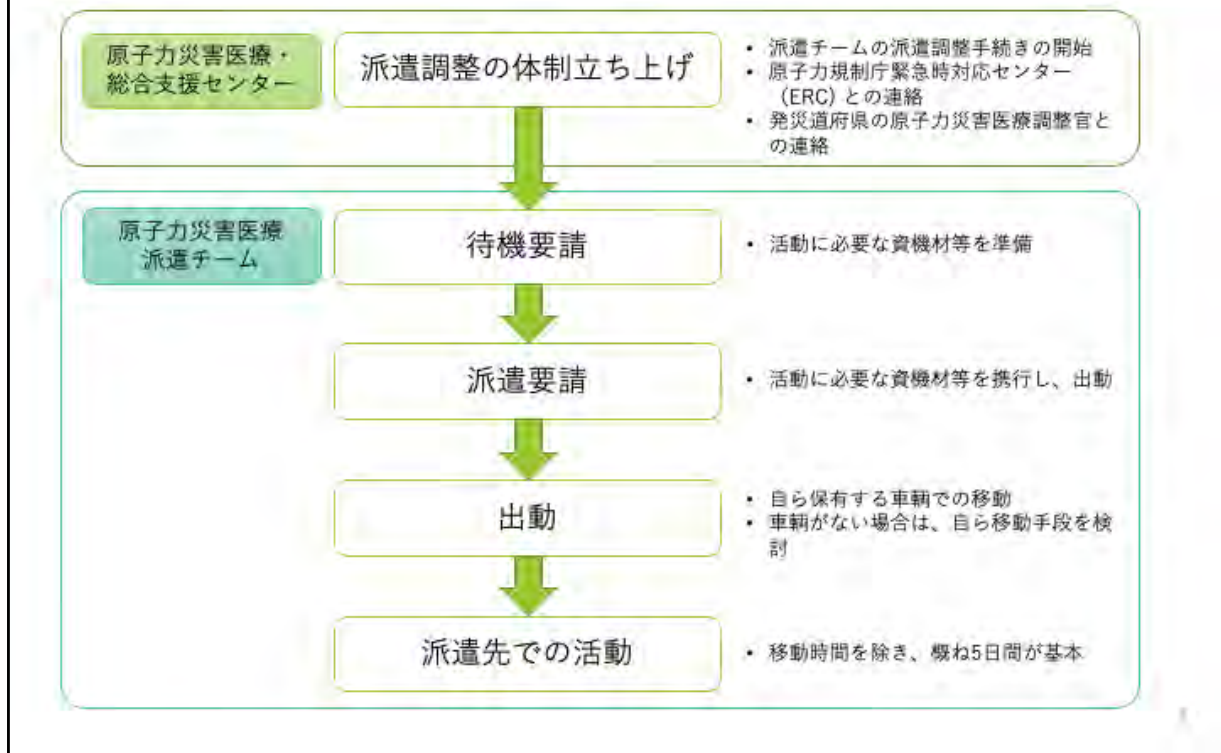 原子力災害医療・
総合支援センター
派遣調整の体制立ち上げ
• 派遣チームの派遣調整手続きの開始
• 原子力規制庁緊急時対応センター
(ERC) との連絡
• 発災道府県の原子力災害医療調整官と
の連絡
原子力災害医療
派遣チーム
待機要請
• 活動に必要な資機材等を準備
派遣要請
• 活動に必要な資機材等を携行し、出動
出動
• 自ら保有する車輌での移動
• 車輌がない場合は、自ら移動手段を検
討
派遣先での活動
• 移動時間を除き、概ね5日間が基本